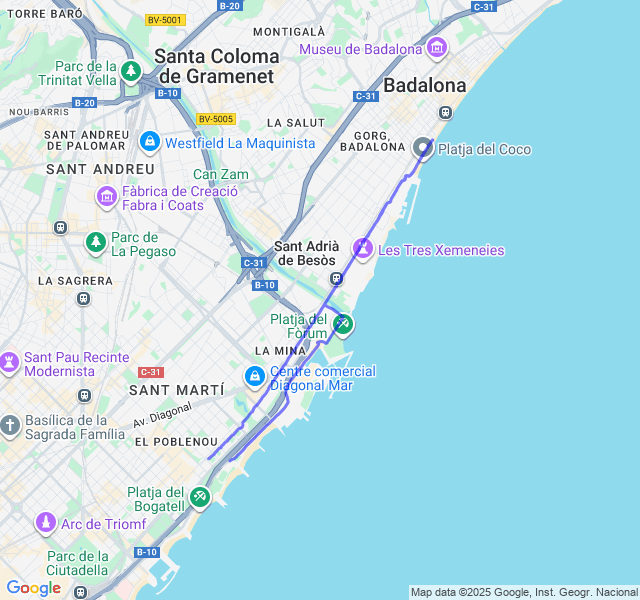 TORRE BARÓ
BV-5001
C-31
MONTIGALÀ
Museu de Badalona
Santa Coloma
de Gramenet
Parc de la
Trinitat Vella
Badalona
B-10
C-31
B-20
NOU BARRIS
BV-5005
LA SALUT
SANT ANDREU
DE PALOMAR
Westfield La Maquinista
GORG,
BADALONA
Platja del Coco
SANT ANDREU
Can Zam
Fàbrica de Creació
Fabra i Coats
Parc de
La Pegaso
Sant Adrià
de Besòs
Les Tres Xemeneies
C-31
B-10
LA SAGRERA
Platja del
Fòrum
LA MINA
Sant Pau Recinte
Modernista
C-31
Centre comercial
Diagonal Mar
SANT MARTÍ
Av. Diagonal
Basílica de la
Sagrada Família
EL POBLENOU
Platja del
Bogatell
Arc de Triomf
B-10
Parc de la
Ciutadella
Google
Map data ©2025 Google, Inst. Geogr. Nacional